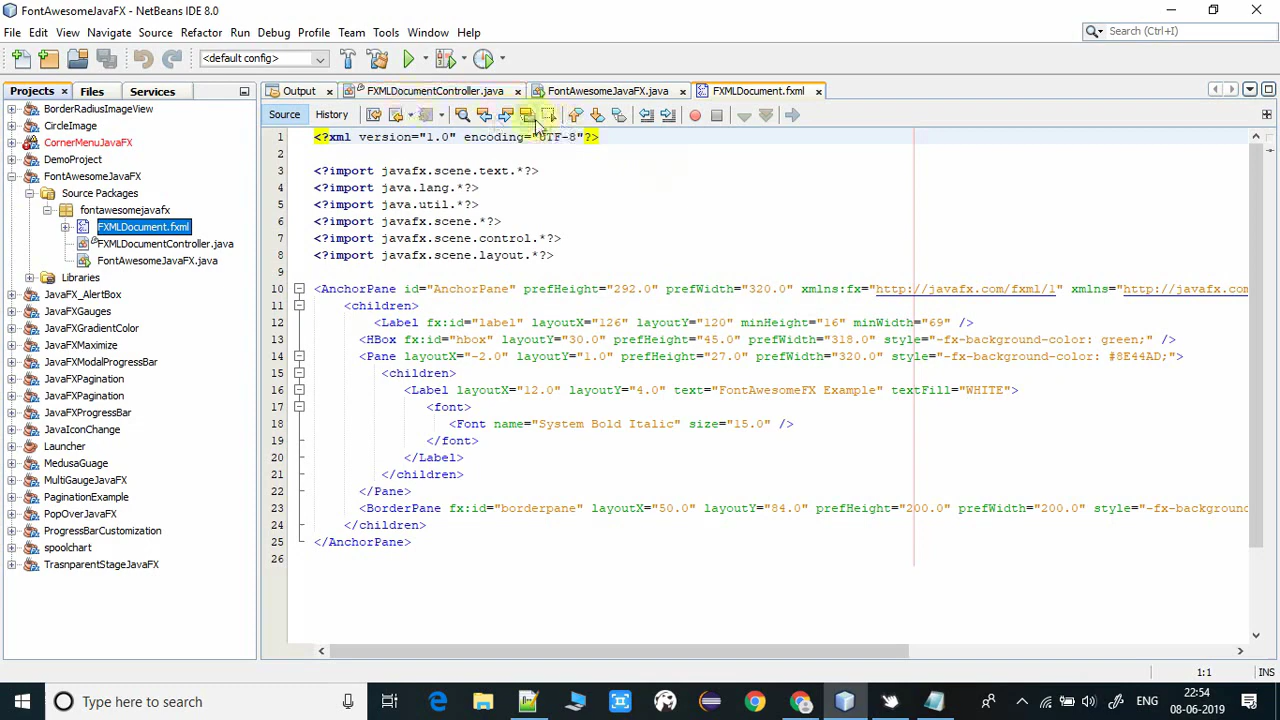 FontAwesomeJavaFX - NetBeans IDE 8.0
File Edit View Navigate Source Refactor Run Debug Profile Team Tools Window Help
Search (Ctrl+I)
<default config>
Projects Files Services
Output FXMLDocumentController.java FontAwesomeJavaFX.java FXMLDocument.fxml
Source History
BorderRadiusImageView
CircleImage
CornerMenuJavaFX
DemoProject
FontAwesomeJavaFX
Source Packages
fontawesomejavafx
FXMLDocument.fxml
FXMLDocumentController.java
FontAwesomeJavaFX.java
Libraries
JavaFX_AlertBox
JavaFXGauges
JavaFXGradientColor
JavaFXMaximize
JavaFXModalProgressBar
JavaFXPagination
JavaFXPagination
JavaFXProgressBar
JavaIconChange
Launcher
MedusaGuage
MultiGaugeJavaFX
PaginationExample
PopOverJavaFX
ProgressBarCustomization
spoolchart
TrasnparentStageJavaFX
1 <?xml version="1.0" encoding="UTF-8"?>
2
3 <?import javafx.scene.text.*?>
4 <?import java.lang.*?>
5 <?import java.util.*?>
6 <?import javafx.scene.*?>
7 <?import javafx.scene.control.*?>
8 <?import javafx.scene.layout.*?>
9
10 <AnchorPane id="AnchorPane" prefHeight="292.0" prefWidth="320.0" xmlns:fx="http://javafx.com/fxml/1" xmlns="http://javafx.com
11 <children>
12 <Label fx:id="label" layoutX="126" layoutY="120" minHeight="16" minWidth="69" />
13 <HBox fx:id="hbox" layoutY="30.0" prefHeight="45.0" prefWidth="318.0" style="-fx-background-color: green;" />
14 <Pane layoutX="-2.0" layoutY="1.0" prefHeight="27.0" prefWidth="320.0" style="-fx-background-color: #8E44AD;">
15 <children>
16 <Label layoutX="12.0" layoutY="4.0" text="FontAwesomeFX Example" textFill="WHITE">
17 <font>
18 <Font name="System Bold Italic" size="15.0" />
19 </font>
20 </Label>
21 </children>
22 </Pane>
23 <BorderPane fx:id="borderpane" layoutX="50.0" layoutY="84.0" prefHeight="200.0" prefWidth="200.0" style="-fx-background
24 </children>
25 </AnchorPane>
26
1:1 INS
Type here to search
ENG
22:54
08-06-2019